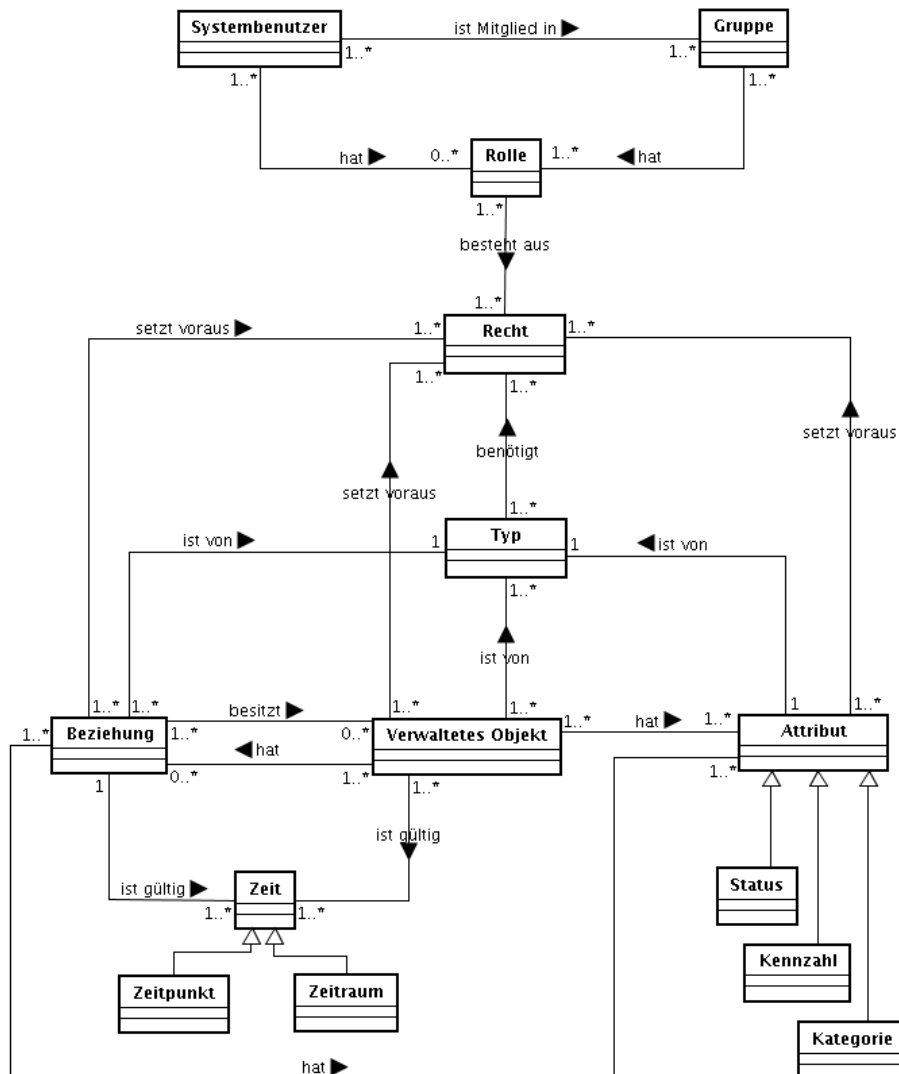 Systembenutzer
ist Mitglied in
Gruppe
1..*
1..*
1..*
1..*
hat
0..*
Rolle
1..*
hat
1..*
besteht aus
1..*
setzt voraus
1..*
Recht
1..*
1..*
1..*
setzt voraus
benötigt
setzt voraus
1..*
ist von
1
Typ
1
ist von
1..*
ist von
1..*
1..*
1..*
1..*
1
1..*
1..*
Beziehung
besitzt
1..*
0..*
Verwaltetes Objekt
1..*
hat
1..*
Attribut
hat
0..*
1..*
1..*
1
1..*
ist gültig
ist gültig
Zeit
1..*
1..*
Status
Zeitpunkt
Zeitraum
Kennzahl
Kategorie
hat